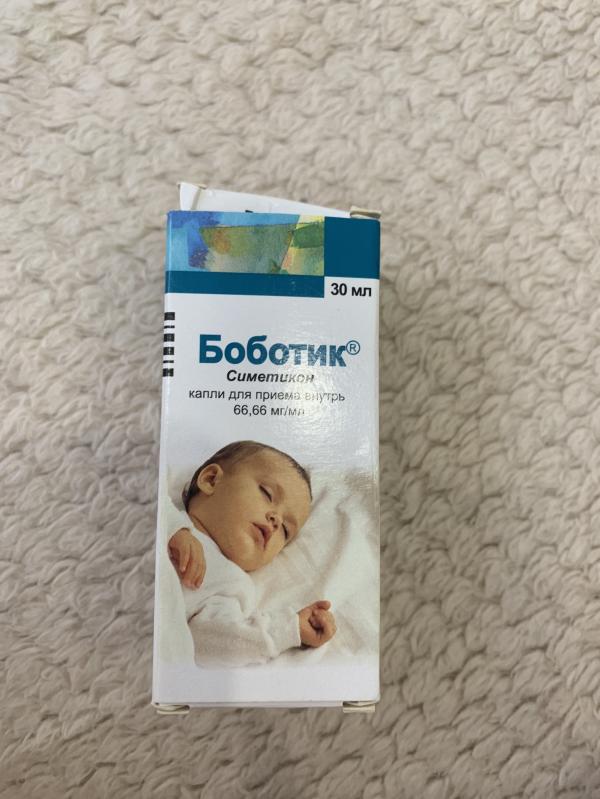 30 мл
Боботик®
Симетикон
капли для приема внутрь
66,66 мг/мл